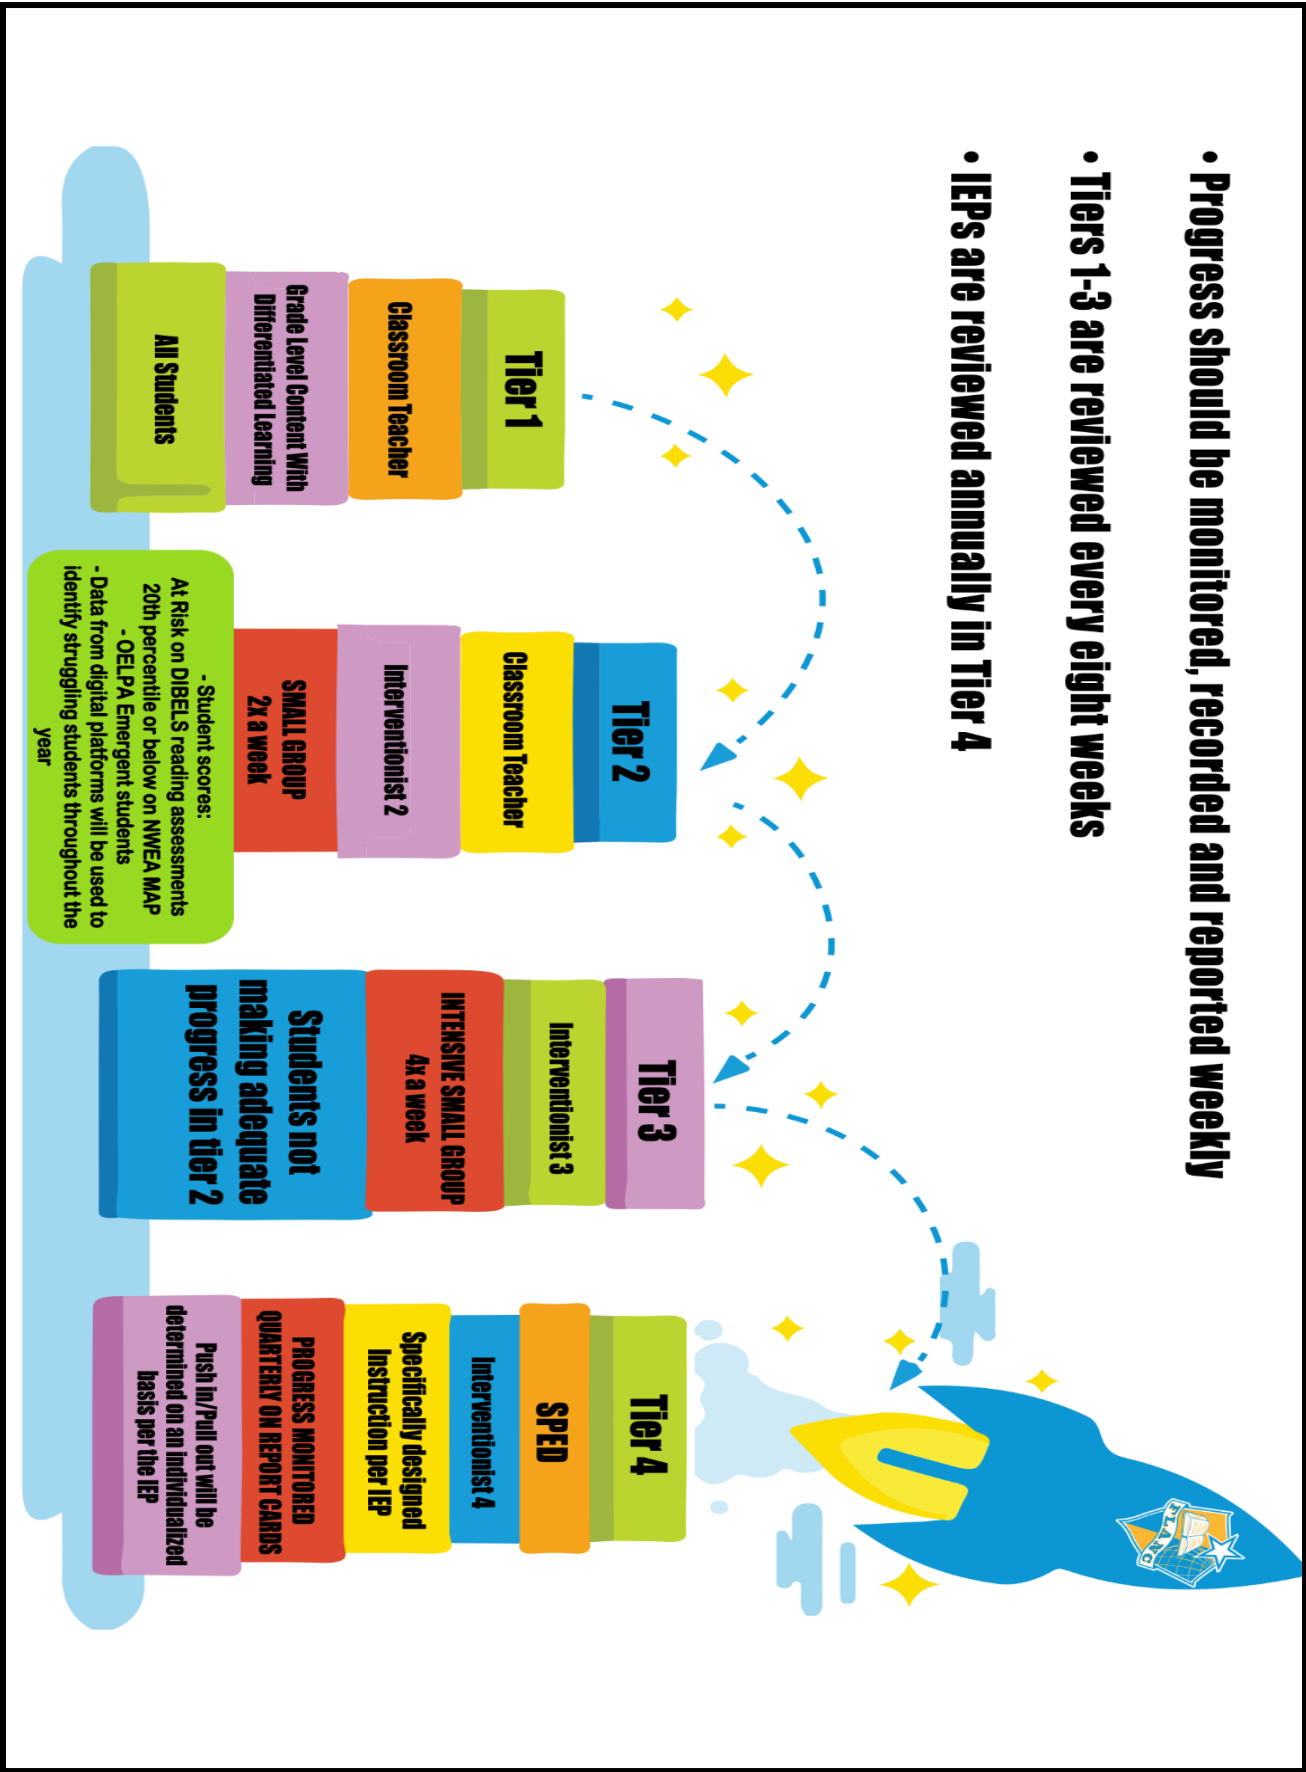 • Progress should be monitored, recorded and reported weekly
• Tiers 1-3 are reviewed every eight weeks
• IEPs are reviewed annually in Tier 4
Tier 1
Classroom Teacher
Grade Level Content With
Differentiated Learning
All Students
Tier 2
Classroom Teacher
Interventionist 2
SMALL GROUP
2x a week
- Student scores:
At Risk on DIBELS reading assessments
20th percentile or below on NWEA MAP
- OELPA Emergent students
- Data from digital platforms will be used to
identify struggling students throughout the
year
Tier 3
Interventionist 3
INTENSIVE SMALL GROUP
4x a week
Students not
making adequate
progress in tier 2
Tier 4
SPED
Interventionist 4
Specifically designed
Instruction per IEP
PROGRESS MONITORED
QUARTERLY ON REPORT CARDS
Push in/Pull out will be
determined on an individualized
basis per the IEP
FLANC